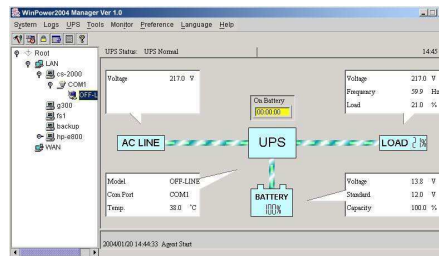 WinPower2004 Manager Ver 1.0
System Logs UPS Tools Monitor Preference Language Help
UPS Status: UPS Normal
14:45
Root
LAN
cs-2000
COM1
OFF-L
g300
fs1
backup
hp-e800
WAN
Voltage 217.0 V
On Battery
00:00:00
Voltage 217.0 V
Frequency 59.9 Hz
Load 21.0 %
AC LINE
UPS
LOAD 21%
Model OFF-LINE
Com.Port COM1
Temp. 38.0 °C
BATTERY
100%
Voltage 13.8 V
Standard 12.0 V
Capacity 100.0 %
2004/01/20 14:44:33 Agent Start